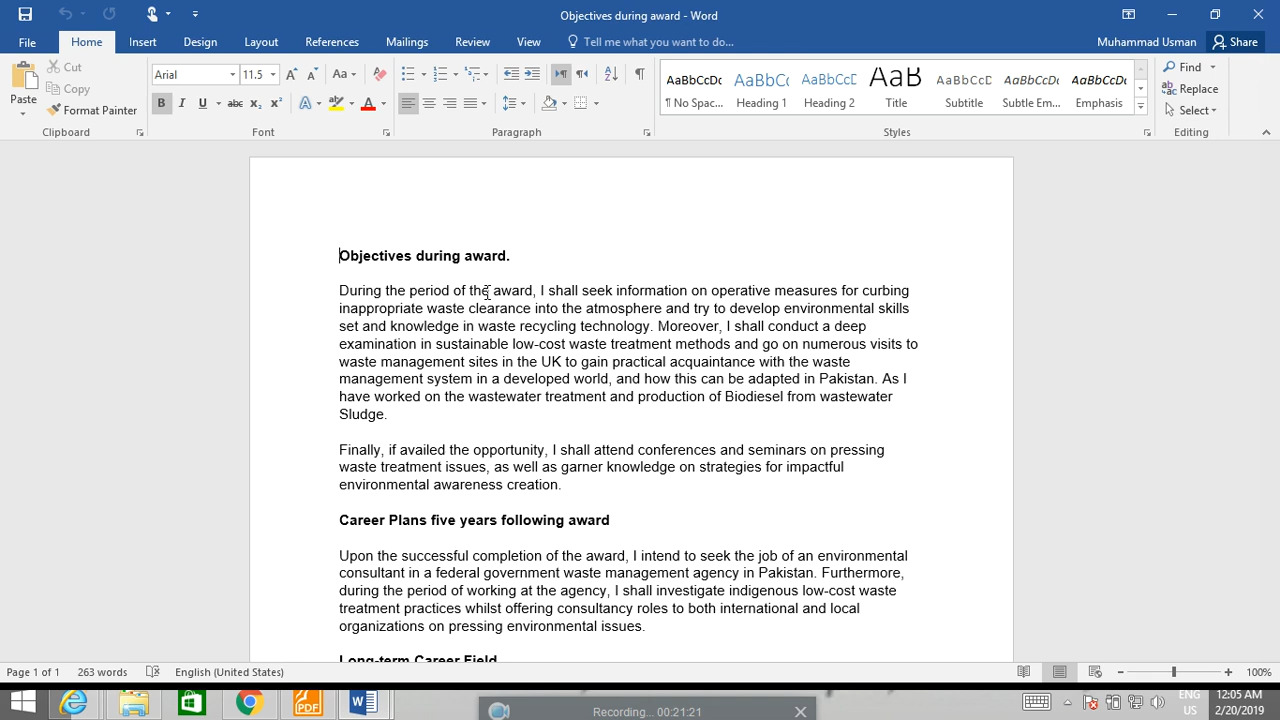 Objectives during award - Word
File Home Insert Design Layout References Mailings Review View Tell me what you want to do... Muhammad Usman Share
Paste
Cut
Copy
Format Painter
Clipboard
Arial 11.5
Font
Paragraph
AaBbCcDc AaBbCc AaBbCcD AaB AaBbCcD AaBbCcDc AaBbCcDc
¶ No Spac... Heading 1 Heading 2 Title Subtitle Subtle Em... Emphasis
Styles
Find
Replace
Select
Editing
Objectives during award.
During the period of the award, I shall seek information on operative measures for curbing
inappropriate waste clearance into the atmosphere and try to develop environmental skills
set and knowledge in waste recycling technology. Moreover, I shall conduct a deep
examination in sustainable low-cost waste treatment methods and go on numerous visits to
waste management sites in the UK to gain practical acquaintance with the waste
management system in a developed world, and how this can be adapted in Pakistan. As I
have worked on the wastewater treatment and production of Biodiesel from wastewater
Sludge.
Finally, if availed the opportunity, I shall attend conferences and seminars on pressing
waste treatment issues, as well as garner knowledge on strategies for impactful
environmental awareness creation.
Career Plans five years following award
Upon the successful completion of the award, I intend to seek the job of an environmental
consultant in a federal government waste management agency in Pakistan. Furthermore,
during the period of working at the agency, I shall investigate indigenous low-cost waste
treatment practices whilst offering consultancy roles to both international and local
organizations on pressing environmental issues.
Long-term Career Field
Page 1 of 1 263 words English (United States) 100%
Recording... 00:21:21
ENG
US
12:05 AM
2/20/2019